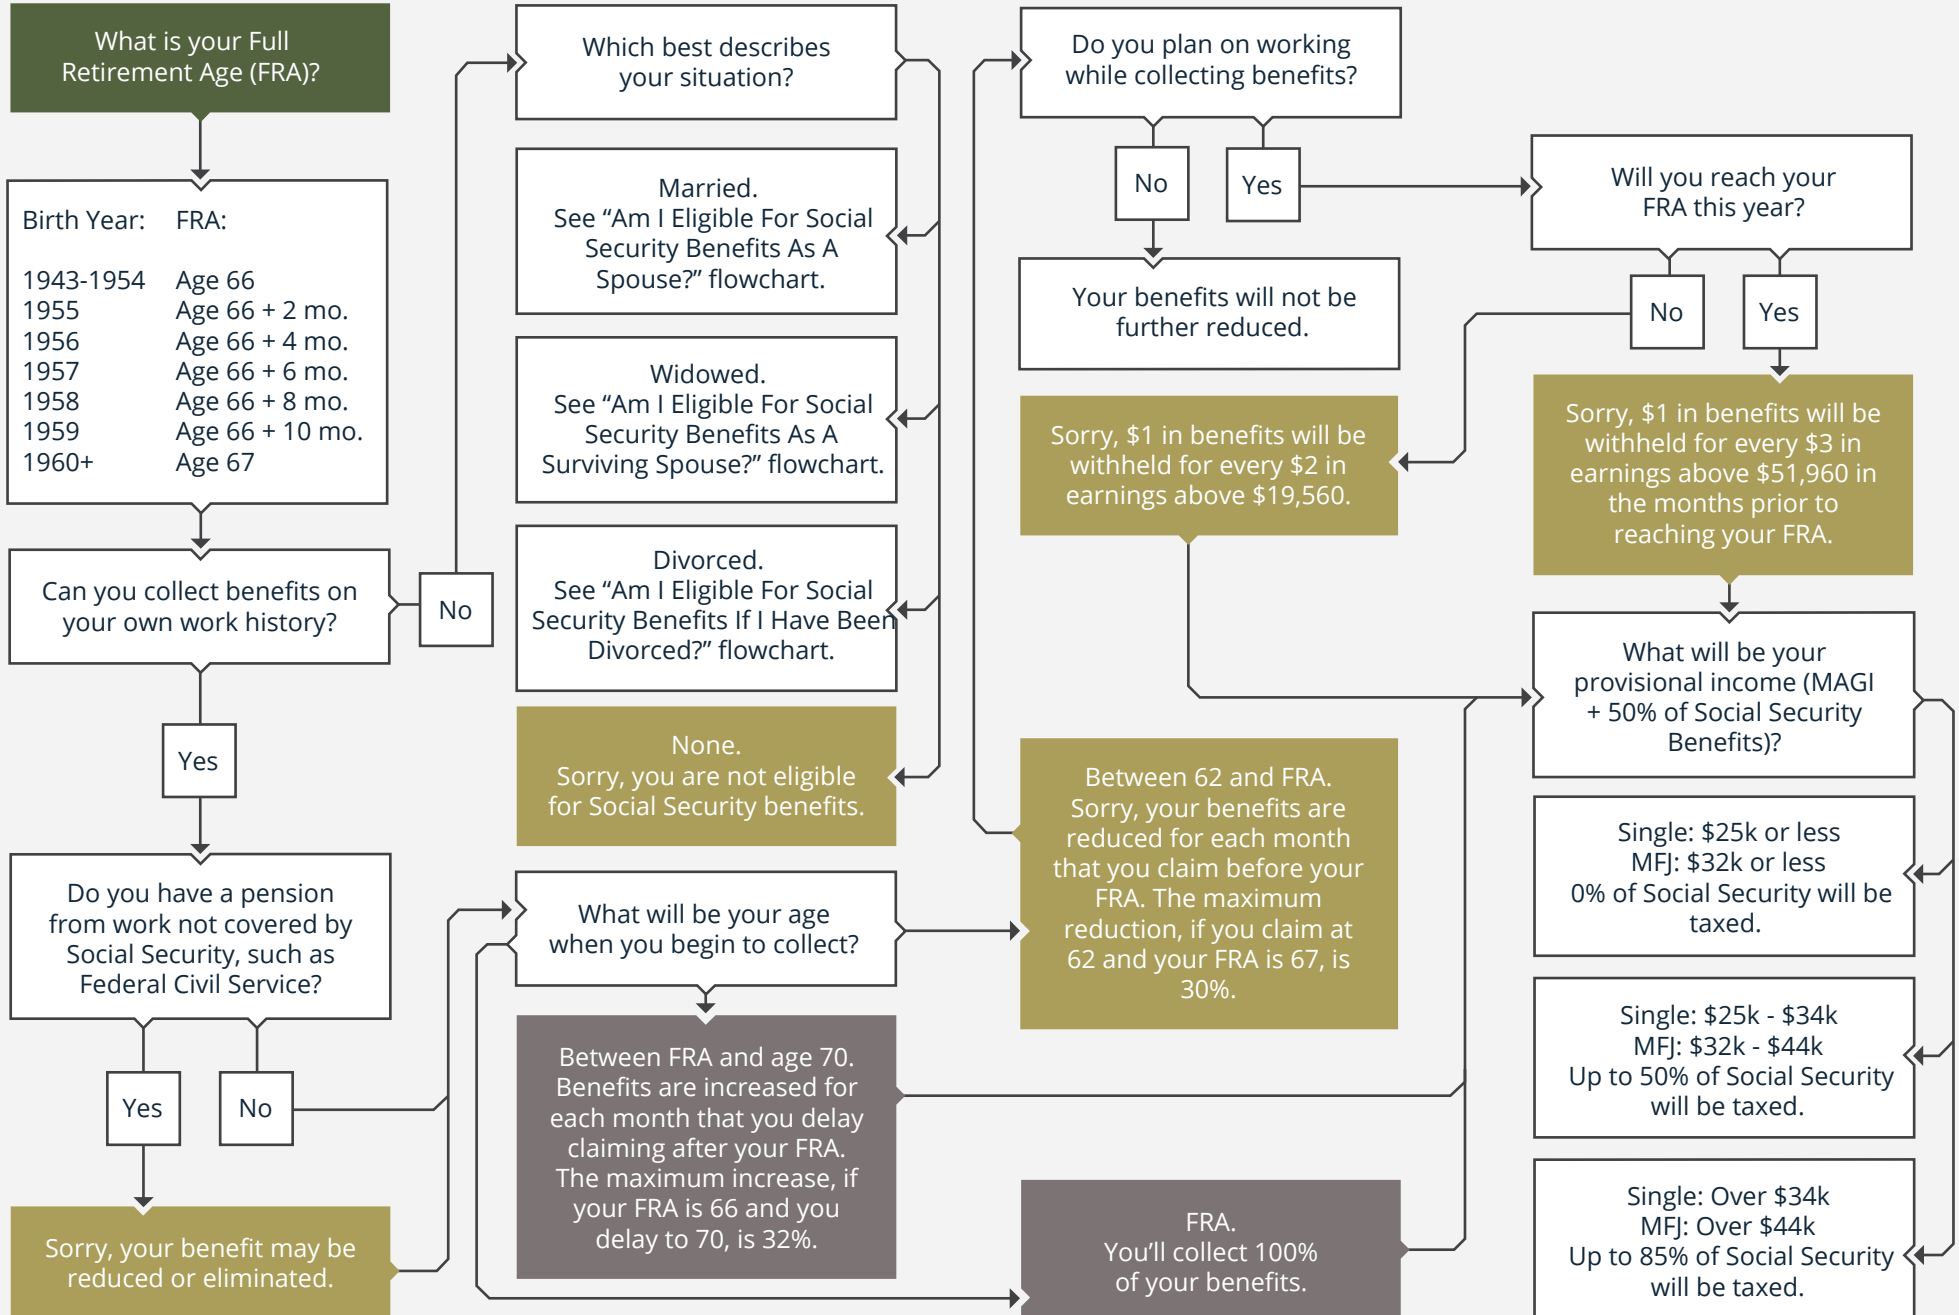 What is your Full
Retirement Age (FRA)?
Birth Year: FRA:
1943-1954 Age 66
1955 Age 66 + 2 mo.
1956 Age 66 + 4 mo.
1957 Age 66 + 6 mo.
1958 Age 66 + 8 mo.
1959 Age 66 + 10 mo.
1960+ Age 67
Can you collect benefits on
your own work history?
No
Yes
Do you have a pension
from work not covered by
Social Security, such as
Federal Civil Service?
Yes
No
Sorry, your benefit may be
reduced or eliminated.
Which best describes
your situation?
Married.
See “Am I Eligible For Social
Security Benefits As A
Spouse?” flowchart.
Widowed.
See “Am I Eligible For Social
Security Benefits As A
Surviving Spouse?” flowchart.
Divorced.
See “Am I Eligible For Social
Security Benefits If I Have Been
Divorced?” flowchart.
None.
Sorry, you are not eligible
for Social Security benefits.
What will be your age
when you begin to collect?
Between FRA and age 70.
Benefits are increased for
each month that you delay
claiming after your FRA.
The maximum increase, if
your FRA is 66 and you
delay to 70, is 32%.
Do you plan on working
while collecting benefits?
No
Yes
Your benefits will not be
further reduced.
Sorry, $1 in benefits will be
withheld for every $2 in
earnings above $19,560.
Between 62 and FRA.
Sorry, your benefits are
reduced for each month
that you claim before your
FRA. The maximum
reduction, if you claim at
62 and your FRA is 67, is
30%.
FRA.
You’ll collect 100%
of your benefits.
Will you reach your
FRA this year?
No
Yes
Sorry, $1 in benefits will be
withheld for every $3 in
earnings above $51,960 in
the months prior to
reaching your FRA.
What will be your
provisional income (MAGI
+ 50% of Social Security
Benefits)?
Single: $25k or less
MFJ: $32k or less
0% of Social Security will be
taxed.
Single: $25k - $34k
MFJ: $32k - $44k
Up to 50% of Social Security
will be taxed.
Single: Over $34k
MFJ: Over $44k
Up to 85% of Social Security
will be taxed.